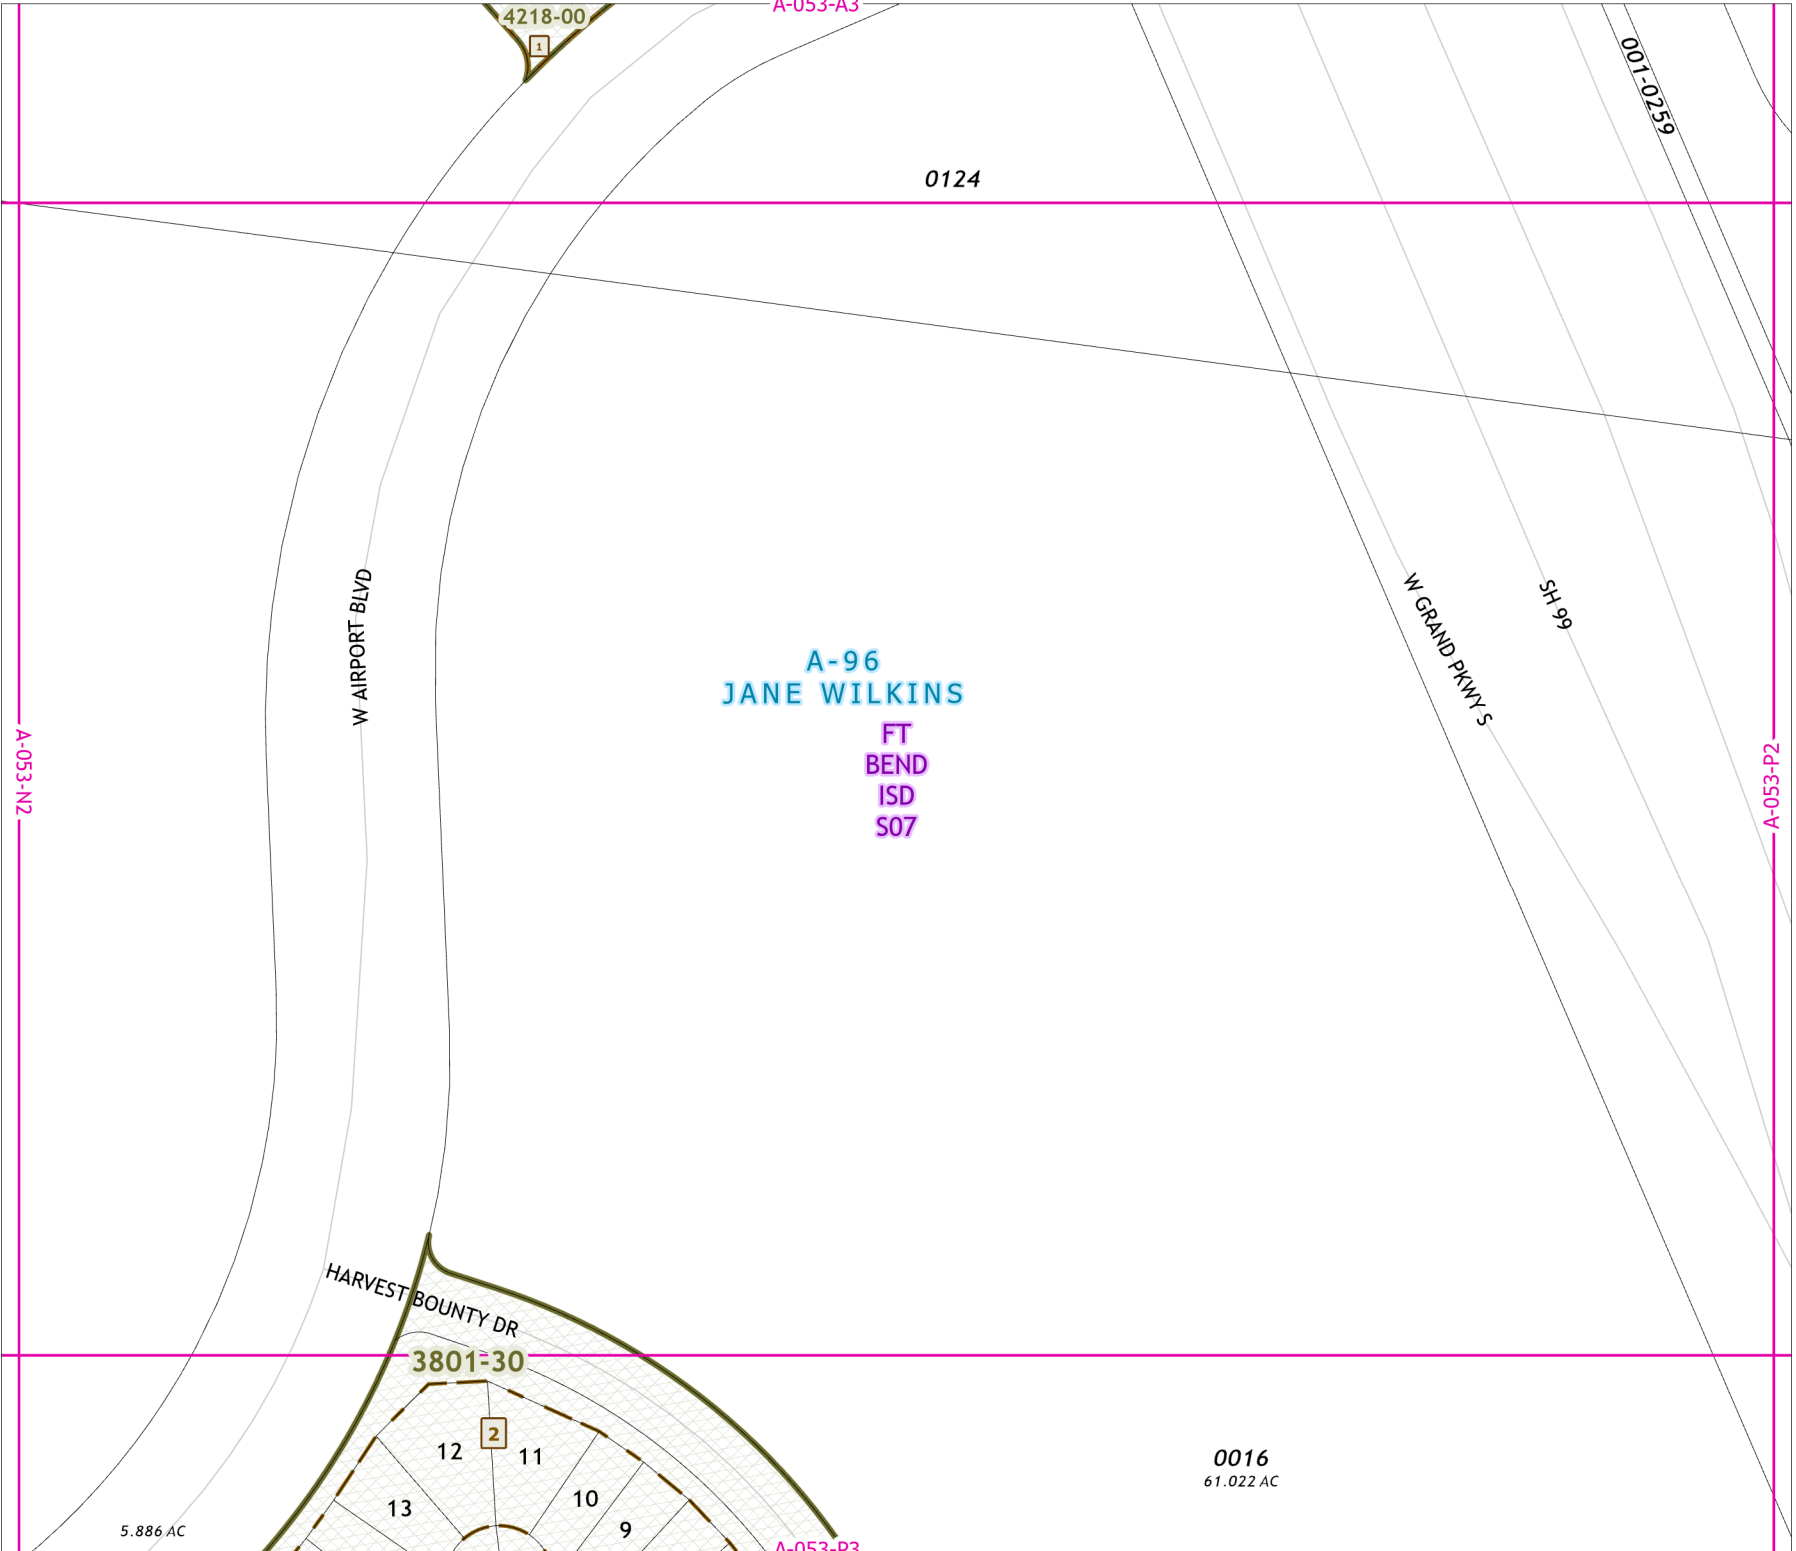 A-053-A3
4218-00
1
001-0259
0124
W AIRPORT BLVD
W GRAND PKWY S
SH 99
A-96
JANE WILKINS
FT
BEND
ISD
S07
A-053-N2
A-053-P2
HARVEST BOUNTY DR
3801-30
2
12
11
13
10
9
0016
61.022 AC
5.886 AC
A-053-P3